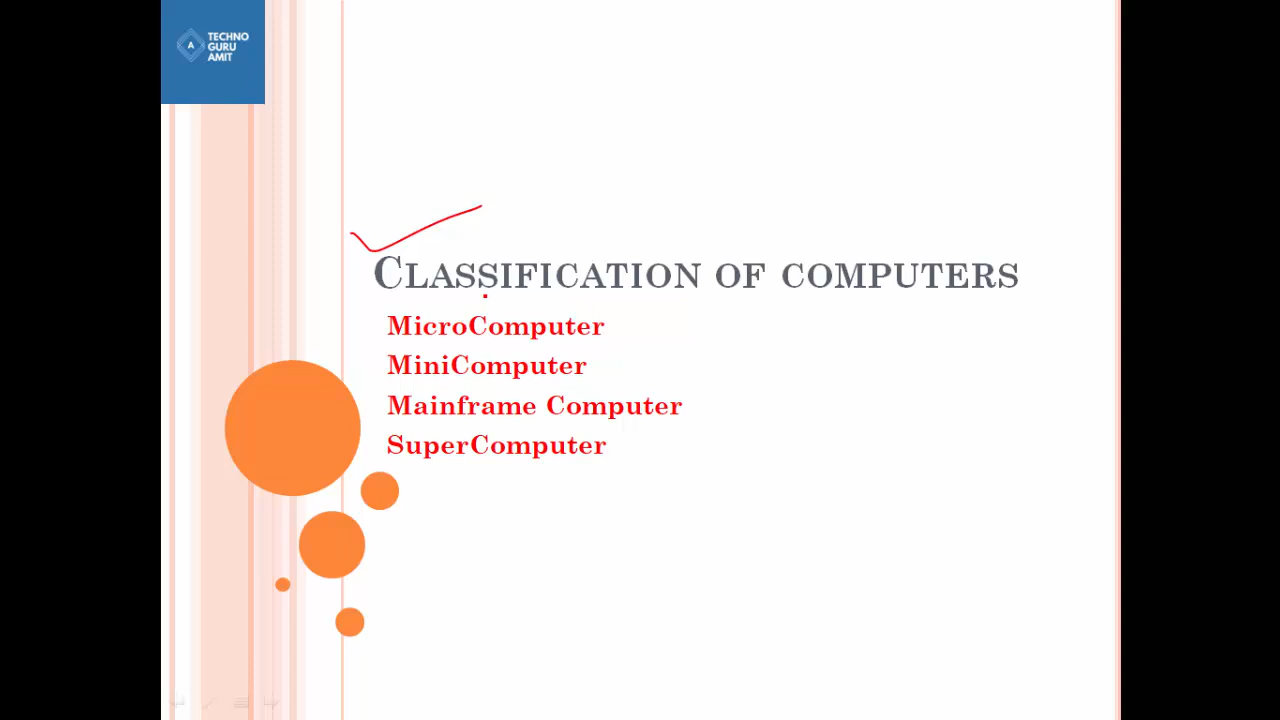 A
TECHNO
GURU
AMIT
CLASSIFICATION OF COMPUTERS
MicroComputer
MiniComputer
Mainframe Computer
SuperComputer